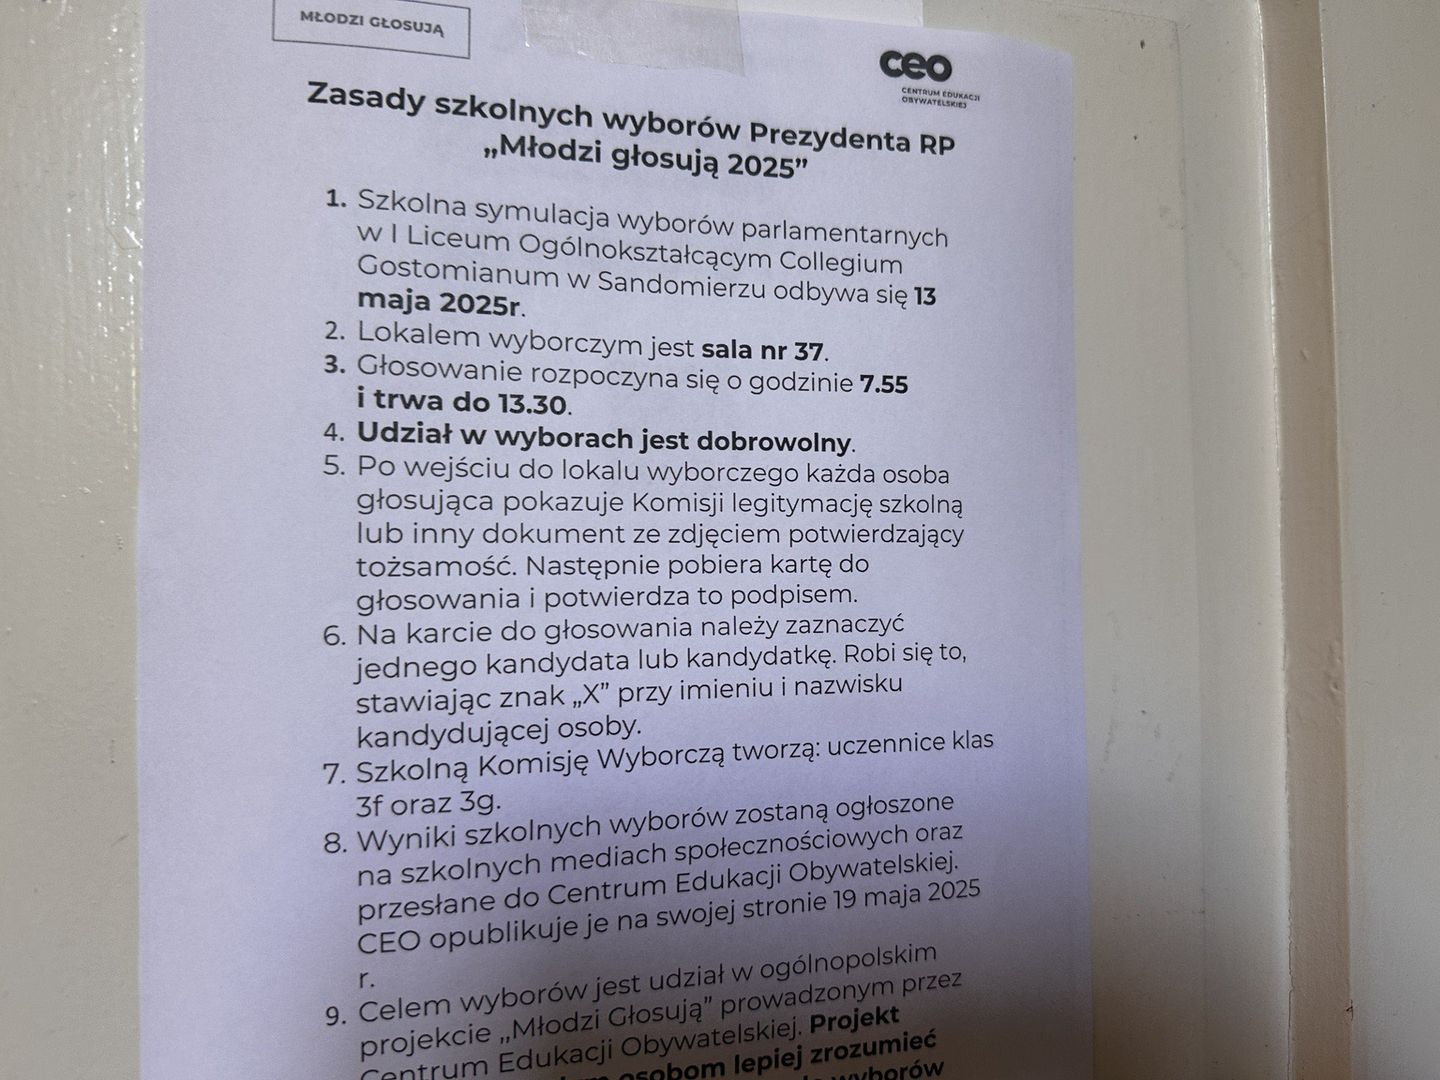 MŁODZI GŁOSUJĄ
ceo
CENTRUM EDUKACJI
OBYWATELSKIEJ
Zasady szkolnych wyborów Prezydenta RP
„Młodzi głosują 2025”
1. Szkolna symulacja wyborów parlamentarnych
w I Liceum Ogólnokształcącym Collegium
Gostomianum w Sandomierzu odbywa się 13
maja 2025r.
2. Lokalem wyborczym jest sala nr 37.
3. Głosowanie rozpoczyna się o godzinie 7.55
i trwa do 13.30.
4. Udział w wyborach jest dobrowolny.
5. Po wejściu do lokalu wyborczego każda osoba
głosująca pokazuje Komisji legitymację szkolną
lub inny dokument ze zdjęciem potwierdzający
tożsamość. Następnie pobiera kartę do
głosowania i potwierdza to podpisem.
6. Na karcie do głosowania należy zaznaczyć
jednego kandydata lub kandydatkę. Robi się to,
stawiając znak „X” przy imieniu i nazwisku
kandydującej osoby.
7. Szkolną Komisję Wyborczą tworzą: uczennice klas
3f oraz 3g.
8. Wyniki szkolnych wyborów zostaną ogłoszone
na szkolnych mediach społecznościowych oraz
przesłane do Centrum Edukacji Obywatelskiej.
CEO opublikuje je na swojej stronie 19 maja 2025
r.
9. Celem wyborów jest udział w ogólnopolskim
projekcie „Młodzi Głosują” prowadzonym przez
Centrum Edukacji Obywatelskiej. Projekt
osobom lepiej zrozumieć
wyborów